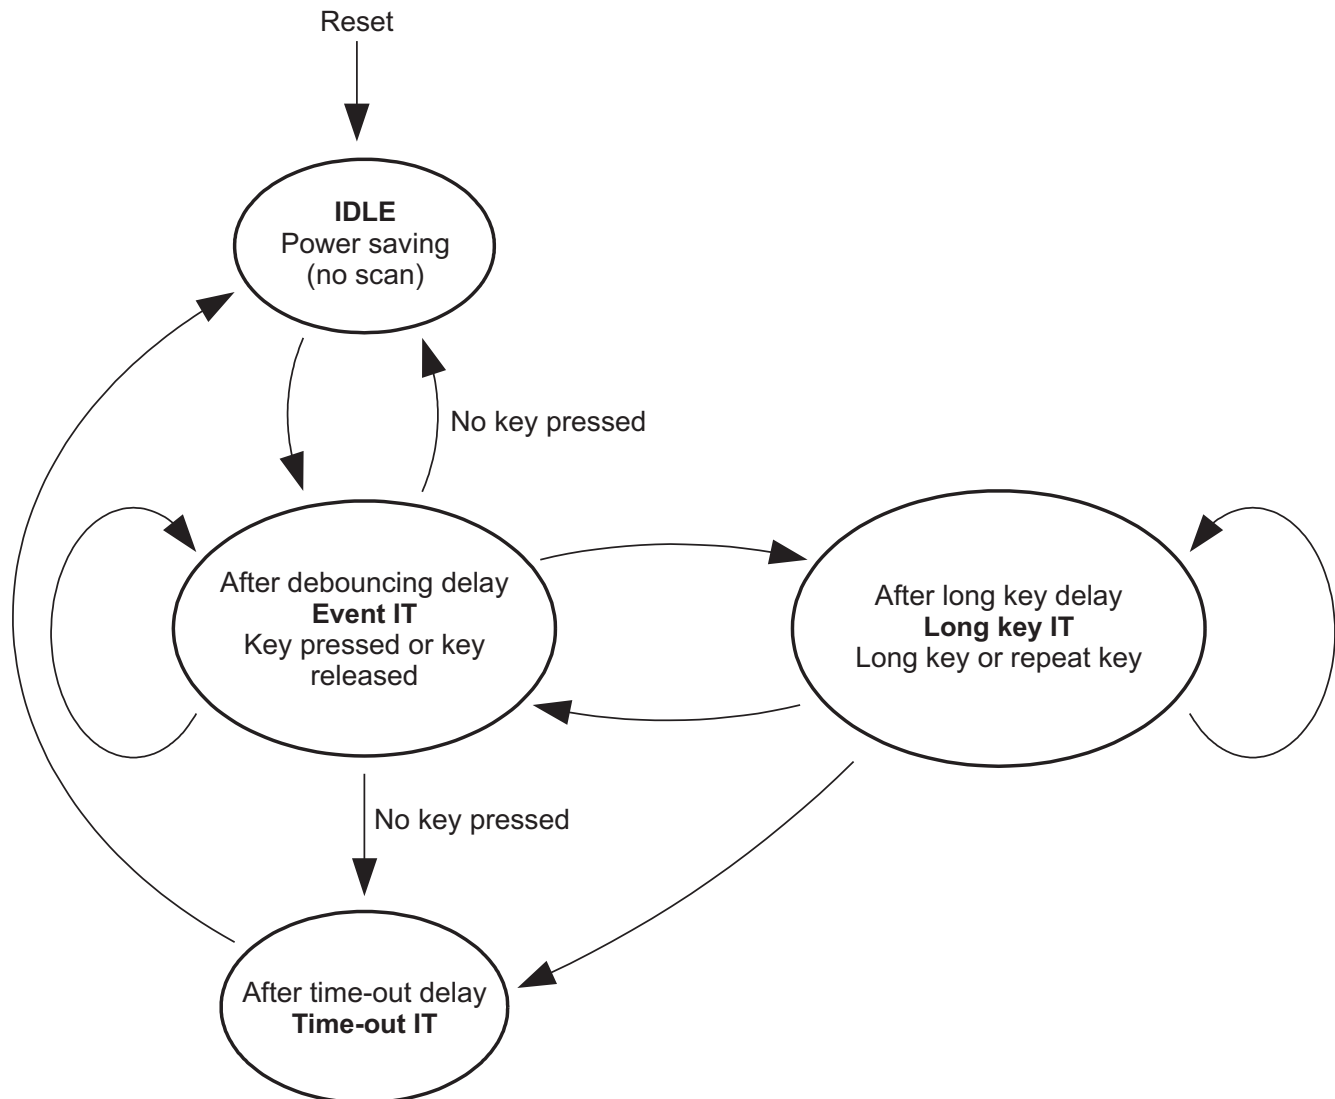 Reset
IDLE
Power saving
(no scan)
No key pressed
After debouncing delay
Event IT
Key pressed or key
released
After long key delay
Long key IT
Long key or repeat key
No key pressed
After time-out delay
Time-out IT